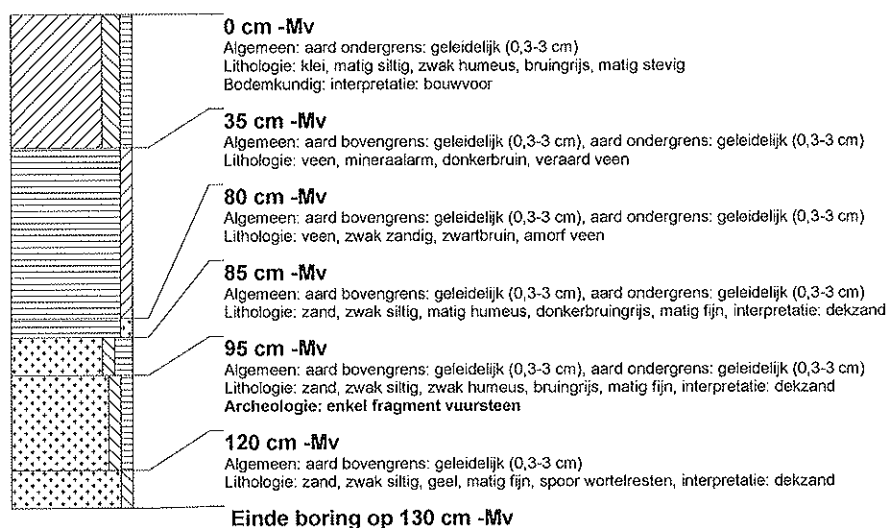 0 cm -Mv
Algemeen: aard ondergrens: geleidelijk (0,3-3 cm)
Lithologie: klei, matig siltig, zwak humeus, bruingrijs, matig stevig
Bodemkundig: interpretatie: bouwvoor
35 cm -Mv
Algemeen: aard bovengrens: geleidelijk (0,3-3 cm), aard ondergrens: geleidelijk (0,3-3 cm)
Lithologie: veen, mineraalarm, donkerbruin, veraard veen
80 cm -Mv
Algemeen: aard bovengrens: geleidelijk (0,3-3 cm), aard ondergrens: geleidelijk (0,3-3 cm)
Lithologie: veen, zwak zandig, zwartbruin, amorf veen
85 cm -Mv
Algemeen: aard bovengrens: geleidelijk (0,3-3 cm), aard ondergrens: geleidelijk (0,3-3 cm)
Lithologie: zand, zwak siltig, matig humeus, donkerbruingrijs, matig fijn, interpretatie: dekzand
95 cm -Mv
Algemeen: aard bovengrens: geleidelijk (0,3-3 cm), aard ondergrens: geleidelijk (0,3-3 cm)
Lithologie: zand, zwak siltig, zwak humeus, bruingrijs, matig fijn, interpretatie: dekzand
Archeologie: enkel fragment vuursteen
120 cm -Mv
Algemeen: aard bovengrens: geleidelijk (0,3-3 cm)
Lithologie: zand, zwak siltig, geel, matig fijn, spoor wortelresten, interpretatie: dekzand
Einde boring op 130 cm -Mv